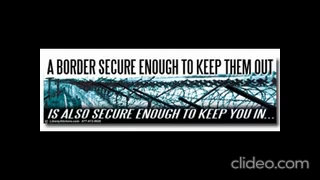 A BORDER SECURE ENOUGH TO KEEP THEM OUT
IS ALSO SECURE ENOUGH TO KEEP YOU IN...
clideo.com